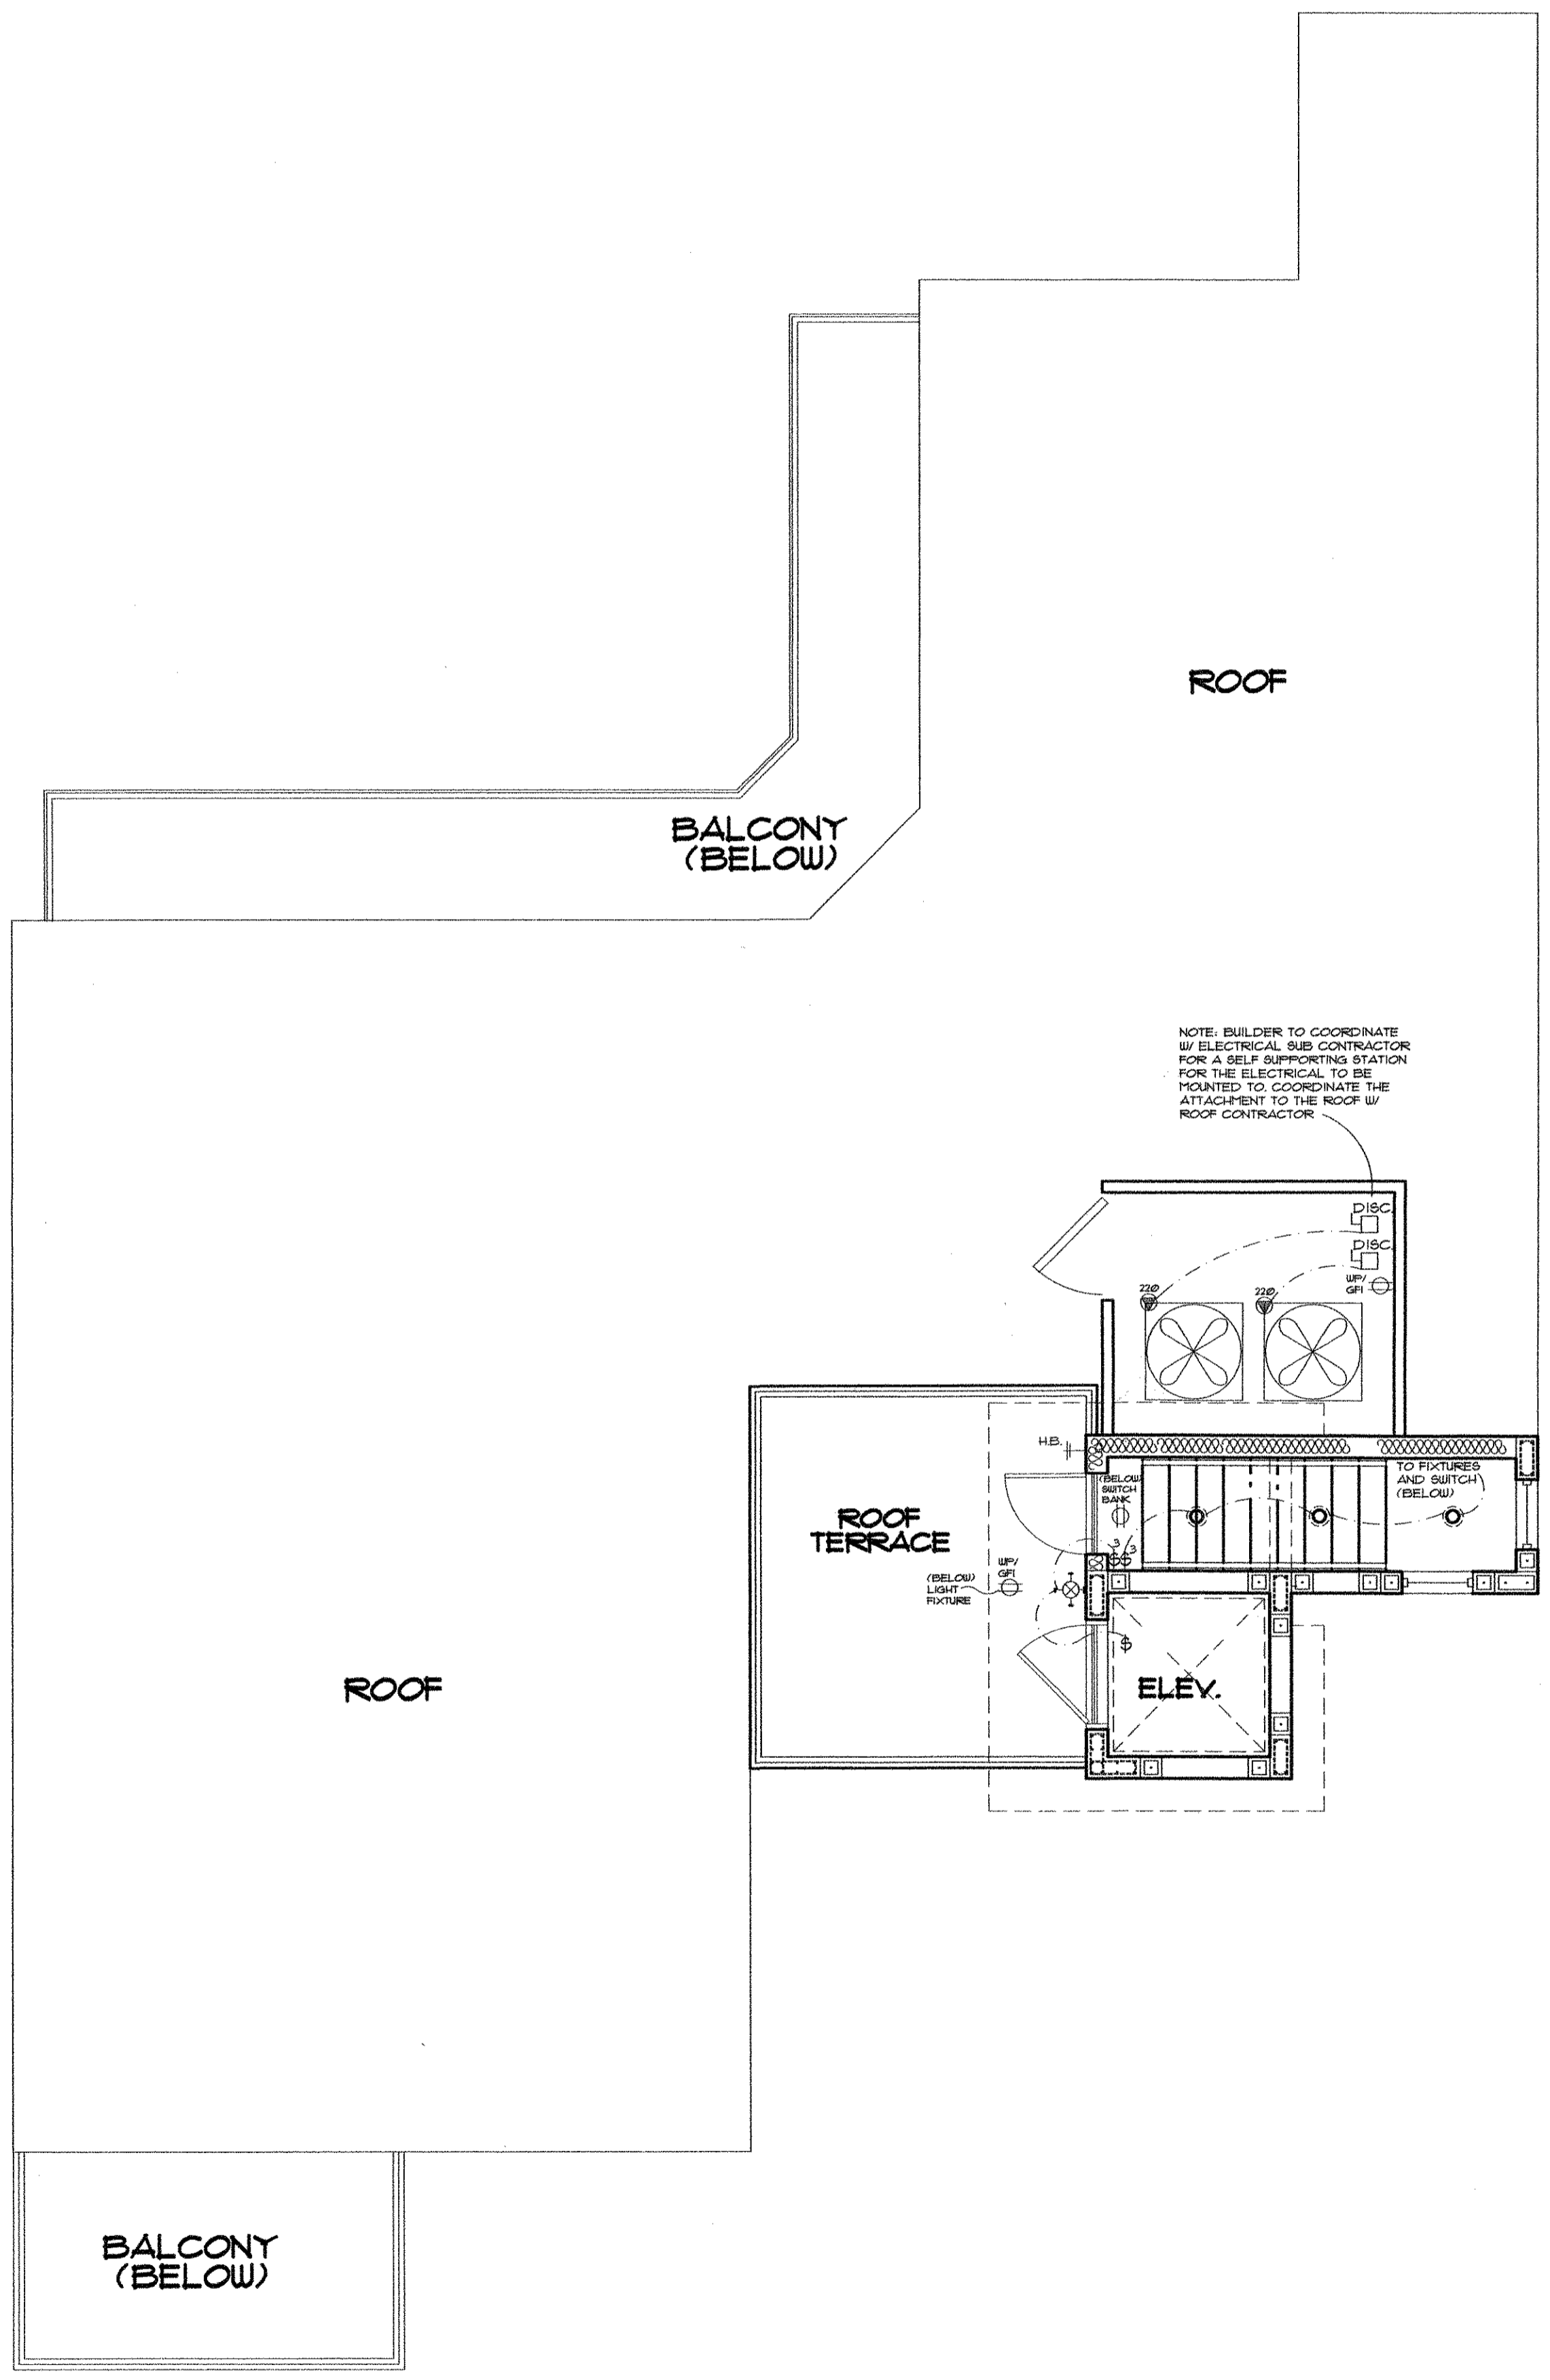 ROOF
BALCONY
(BELOW)
NOTE: BUILDER TO COORDINATE
W/ ELECTRICAL SUB CONTRACTOR
FOR A SELF SUPPORTING STATION
FOR THE ELECTRICAL TO BE
MOUNTED TO. COORDINATE THE
ATTACHMENT TO THE ROOF W/
ROOF CONTRACTOR
DISC.
DISC.
WP/
GFI
220
220
H.B.
(BELOW)
SWITCH
BANK
TO FIXTURES
AND SWITCH
(BELOW)
ROOF
TERRACE
3
3
$$
WP/
GFI
(BELOW)
LIGHT
FIXTURE
$
ELEV.
ROOF
BALCONY
(BELOW)